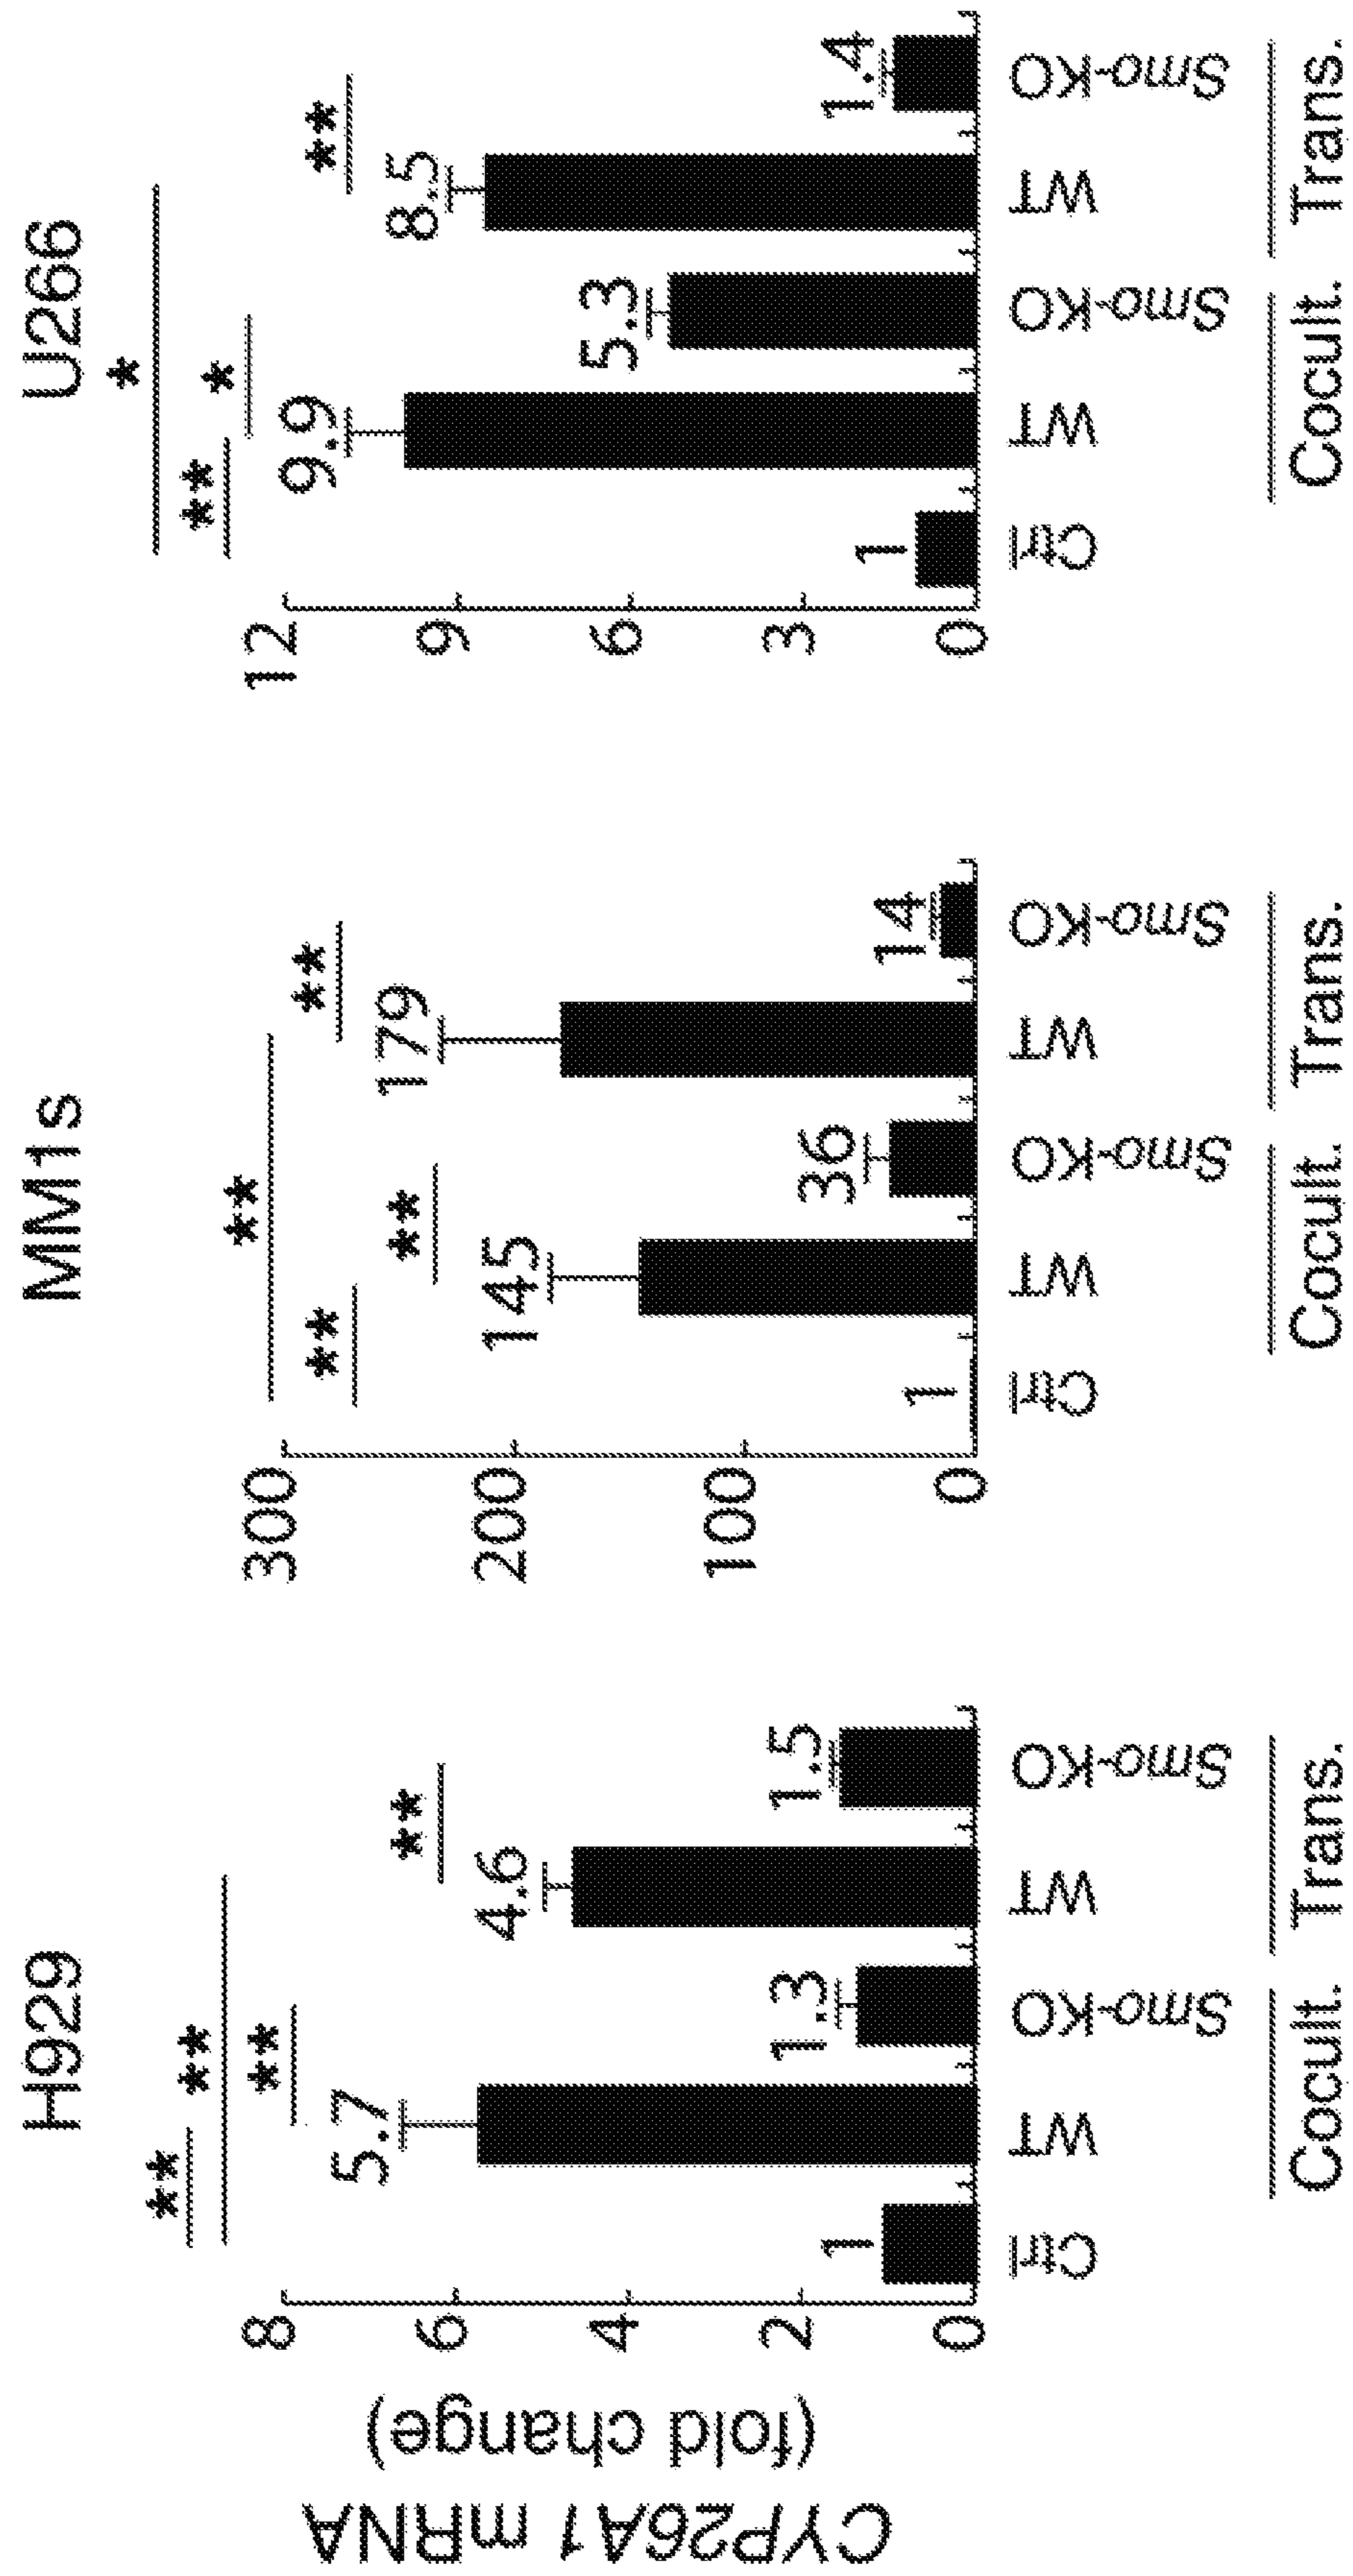 H929
MM1s
U266
CYP26A1 mRNA
(fold change)
8
6
4
2
0
**
**
**
**
1
5.7
1.3
4.6
1.5
Ctrl
WT
Smo-KO
WT
Smo-KO
Cocult.
Trans.
300
200
100
0
**
**
**
**
1
145
36
179
14
Ctrl
WT
Smo-KO
WT
Smo-KO
Cocult.
Trans.
12
9
6
3
0
*
**
*
**
1
9.9
5.3
8.5
1.4
Ctrl
WT
Smo-KO
WT
Smo-KO
Cocult.
Trans.